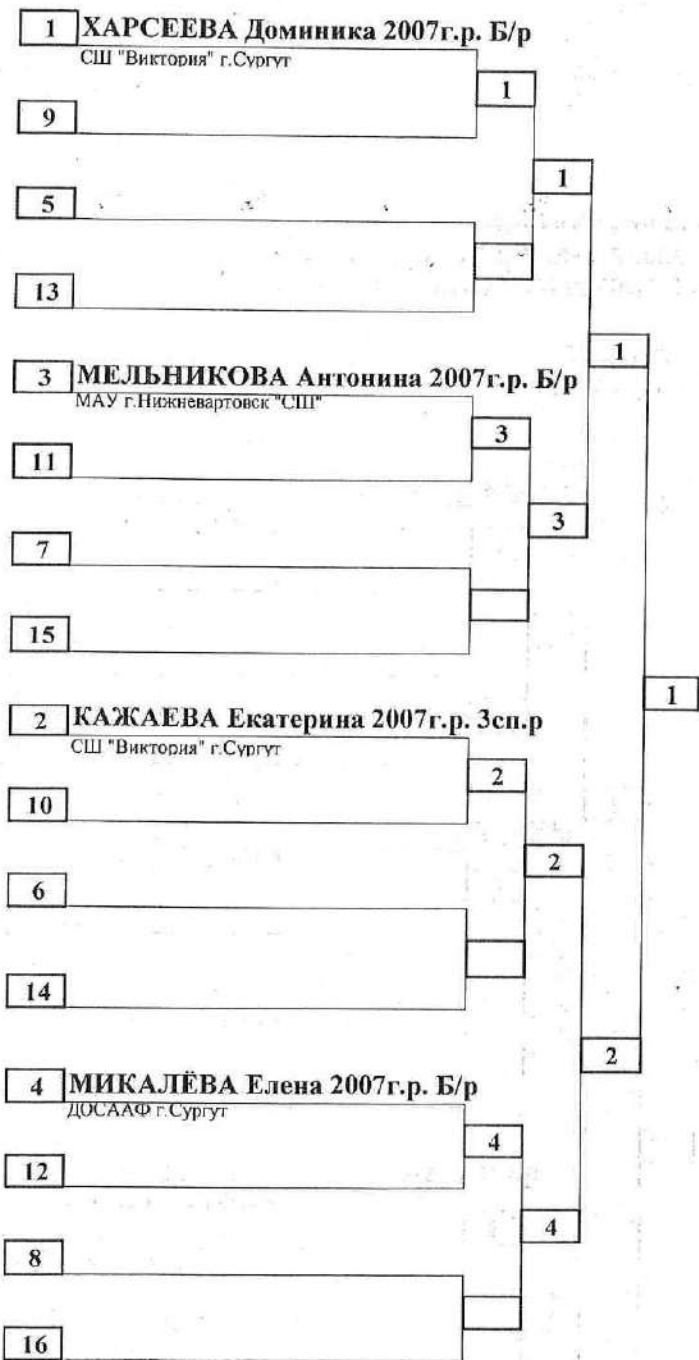 1 ХАРСЕЕВА Доминика 2007г.р. Б/р
СШ "Виктория" г.Сургут
1
9
1
5
13
1
3 МЕЛЬНИКОВА Антонина 2007г.р. Б/р
МАУ г.Нижневартовск "СШ"
3
11
3
7
15
1
2 КАЖАЕВА Екатерина 2007г.р. 3сп.р
СШ "Виктория" г.Сургут
2
10
2
6
14
2
4 МИКАЛЁВА Елена 2007г.р. Б/р
ДОСААФ г.Сургут
4
12
4
8
16